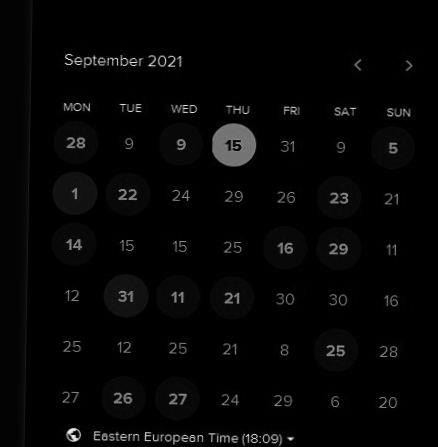 September 2021
MON TUE WED THU FRI SAT SUN
28 9 9 15 31 9 5
1 22 24 29 26 23 21
14 15 15 25 16 29 11
12 31 11 21 30 30 16
25 12 25 21 8 25 28
27 26 27 24 29 6 20
Eastern European Time (18:09)